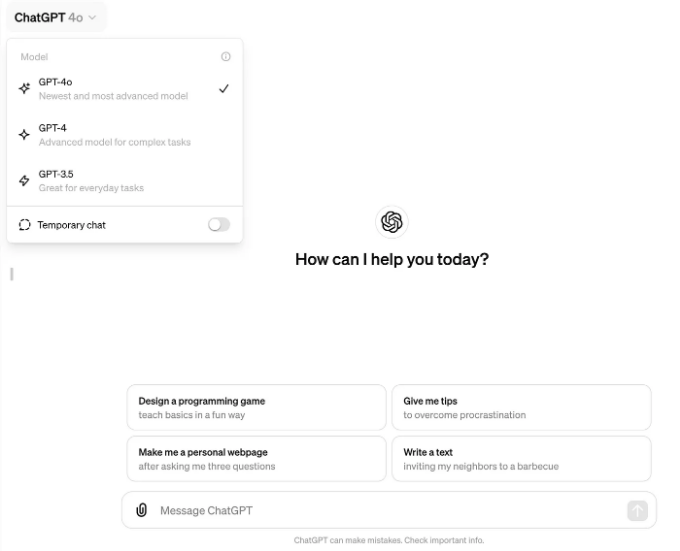 ChatGPT 4o
Model
GPT-4o
Newest and most advanced model
GPT-4
Advanced model for complex tasks
GPT-3.5
Great for everyday tasks
Temporary chat
How can I help you today?
Design a programming game
teach basics in a fun way
Give me tips
to overcome procrastination
Make me a personal webpage
after asking me three questions
Write a text
inviting my neighbors to a barbecue
Message ChatGPT
ChatGPT can make mistakes. Check important info.